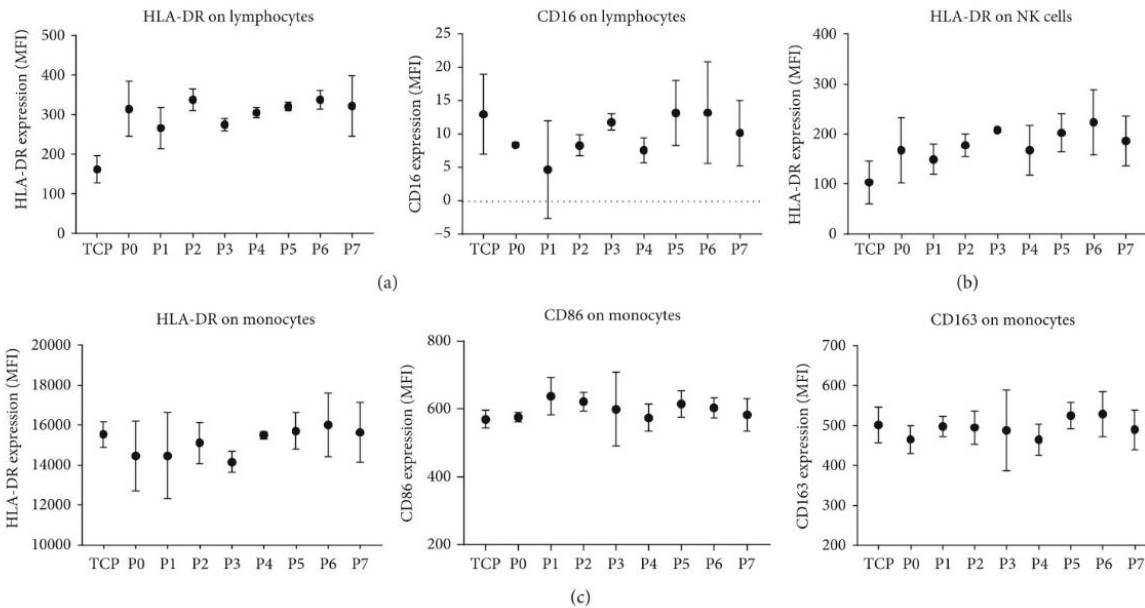 (a)
HLA-DR on lymphocytes
HLA-DR expression (MFI)
500
400
300
200
100
0
TCP P0 P1 P2 P3 P4 P5 P6 P7
CD16 on lymphocytes
CD16 expression (MFI)
25
20
15
10
5
0
−5
TCP P0 P1 P2 P3 P4 P5 P6 P7
(a)
(b)
HLA-DR on NK cells
HLA-DR expression (MFI)
400
300
200
100
0
TCP P0 P1 P2 P3 P4 P5 P6 P7
(b)
HLA-DR on monocytes
HLA-DR expression (MFI)
20000
18000
16000
14000
12000
10000
TCP P0 P1 P2 P3 P4 P5 P6 P7
CD86 on monocytes
CD86 expression (MFI)
800
600
400
200
TCP P0 P1 P2 P3 P4 P5 P6 P7
CD163 on monocytes
CD163 expression (MFI)
700
600
500
400
300
200
TCP P0 P1 P2 P3 P4 P5 P6 P7
(c)